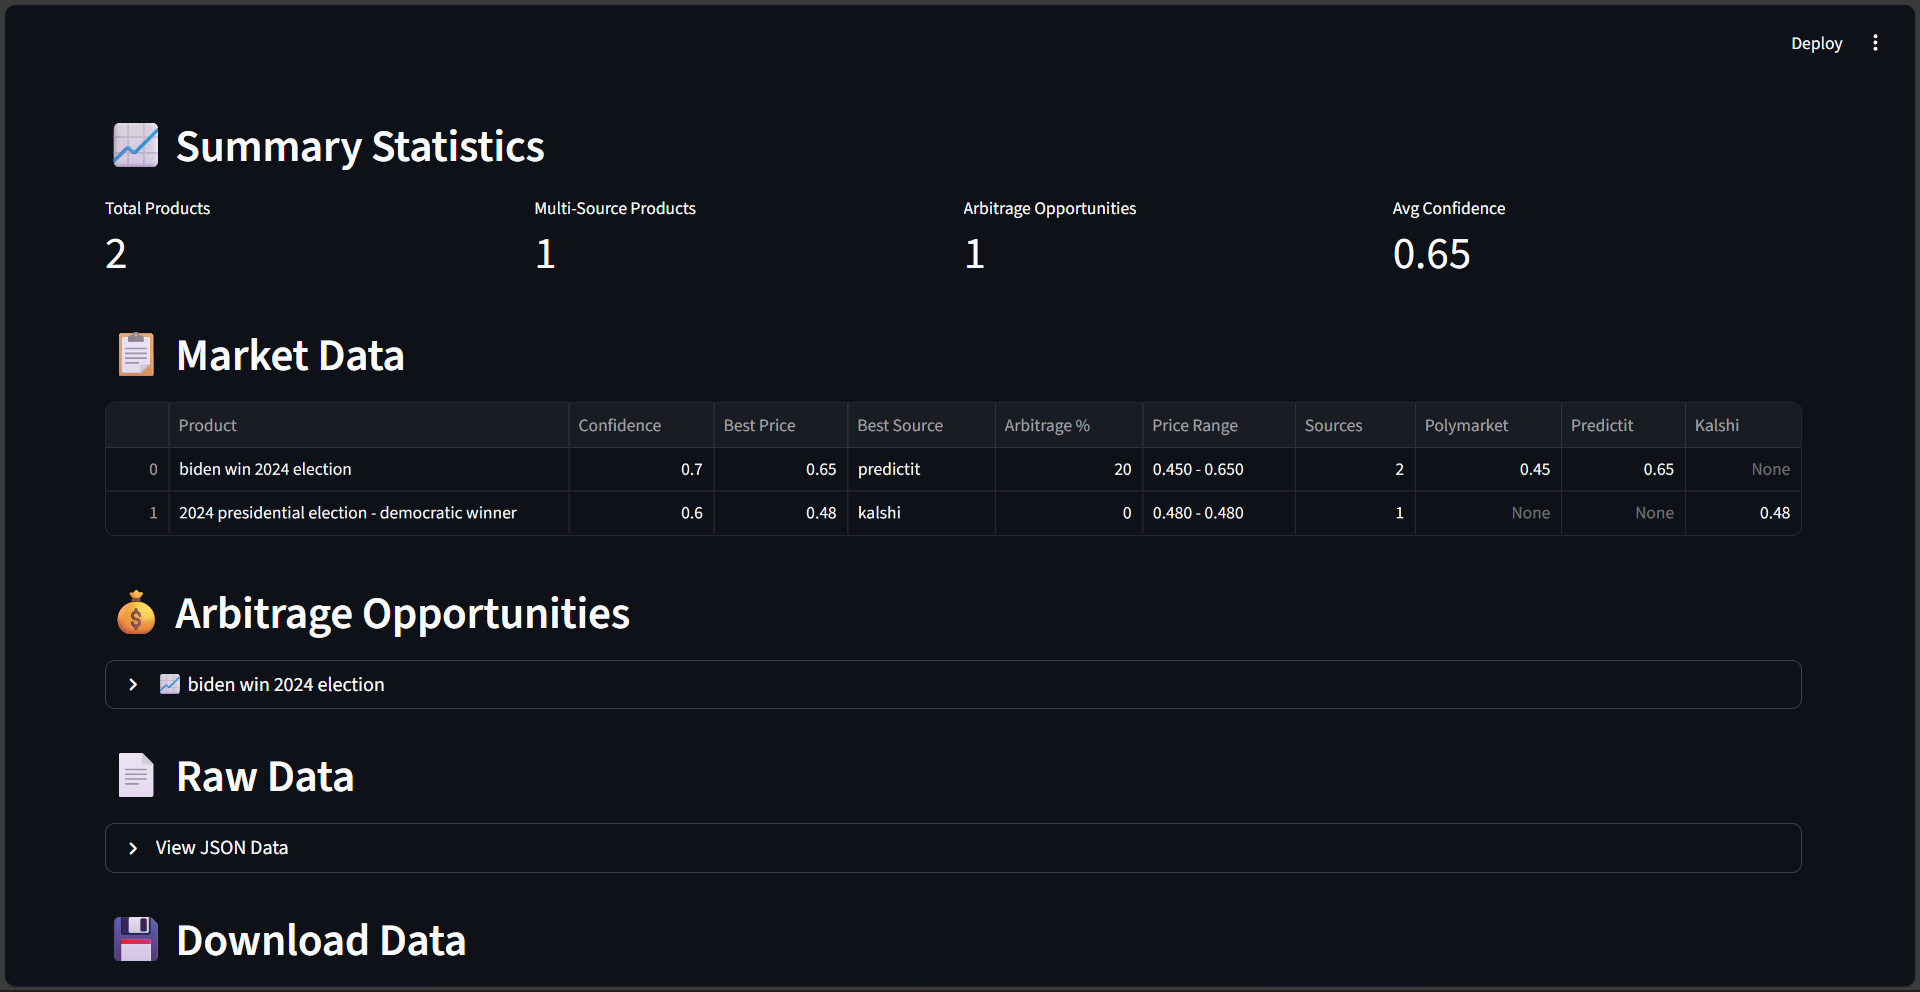 Deploy
Summary Statistics
Total Products Multi-Source Products Arbitrage Opportunities Avg Confidence
2 1 1 0.65
Market Data
Product Confidence Best Price Best Source Arbitrage % Price Range Sources Polymarket Predictit Kalshi
0 biden win 2024 election 0.7 0.65 predictit 20 0.450 - 0.650 2 0.45 0.65 None
1 2024 presidential election - democratic winner 0.6 0.48 kalshi 0 0.480 - 0.480 1 None None 0.48
Arbitrage Opportunities
biden win 2024 election
Raw Data
View JSON Data
Download Data